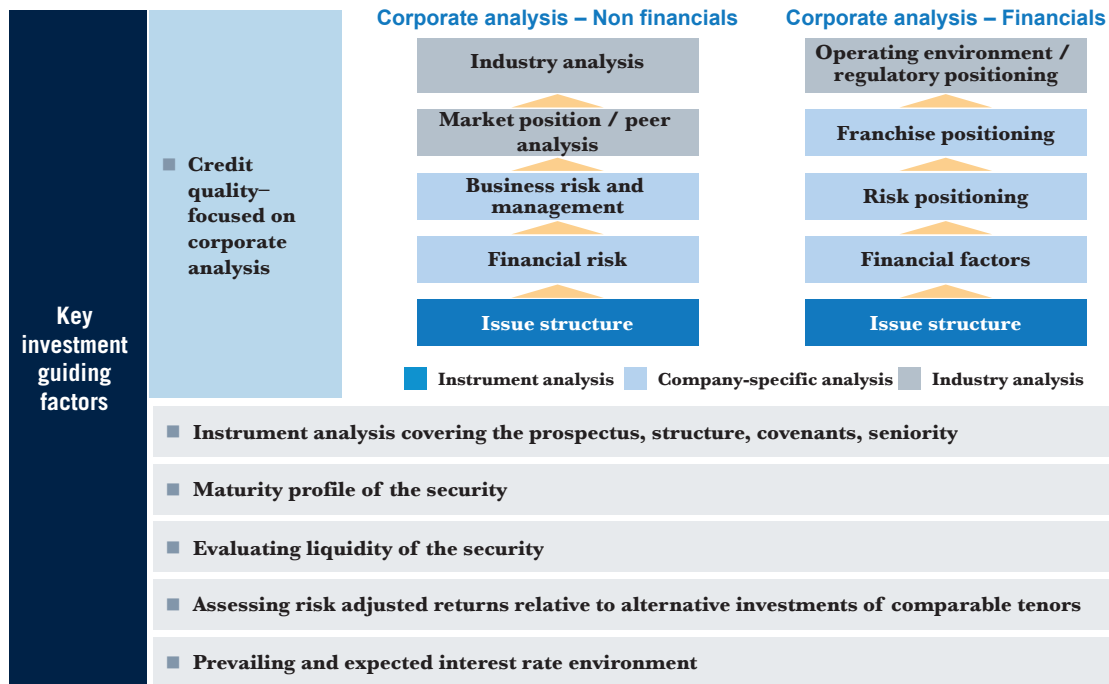 Corporate analysis – Non financials
Corporate analysis – Financials
Key
investment
guiding
factors
■ Credit
quality–
focused on
corporate
analysis
Industry analysis
Market position / peer
analysis
Business risk and
management
Financial risk
Issue structure
Operating environment /
regulatory positioning
Franchise positioning
Risk positioning
Financial factors
Issue structure
Instrument analysis
Company-specific analysis
Industry analysis
■ Instrument analysis covering the prospectus, structure, covenants, seniority
■ Maturity profile of the security
■ Evaluating liquidity of the security
■ Assessing risk adjusted returns relative to alternative investments of comparable tenors
■ Prevailing and expected interest rate environment